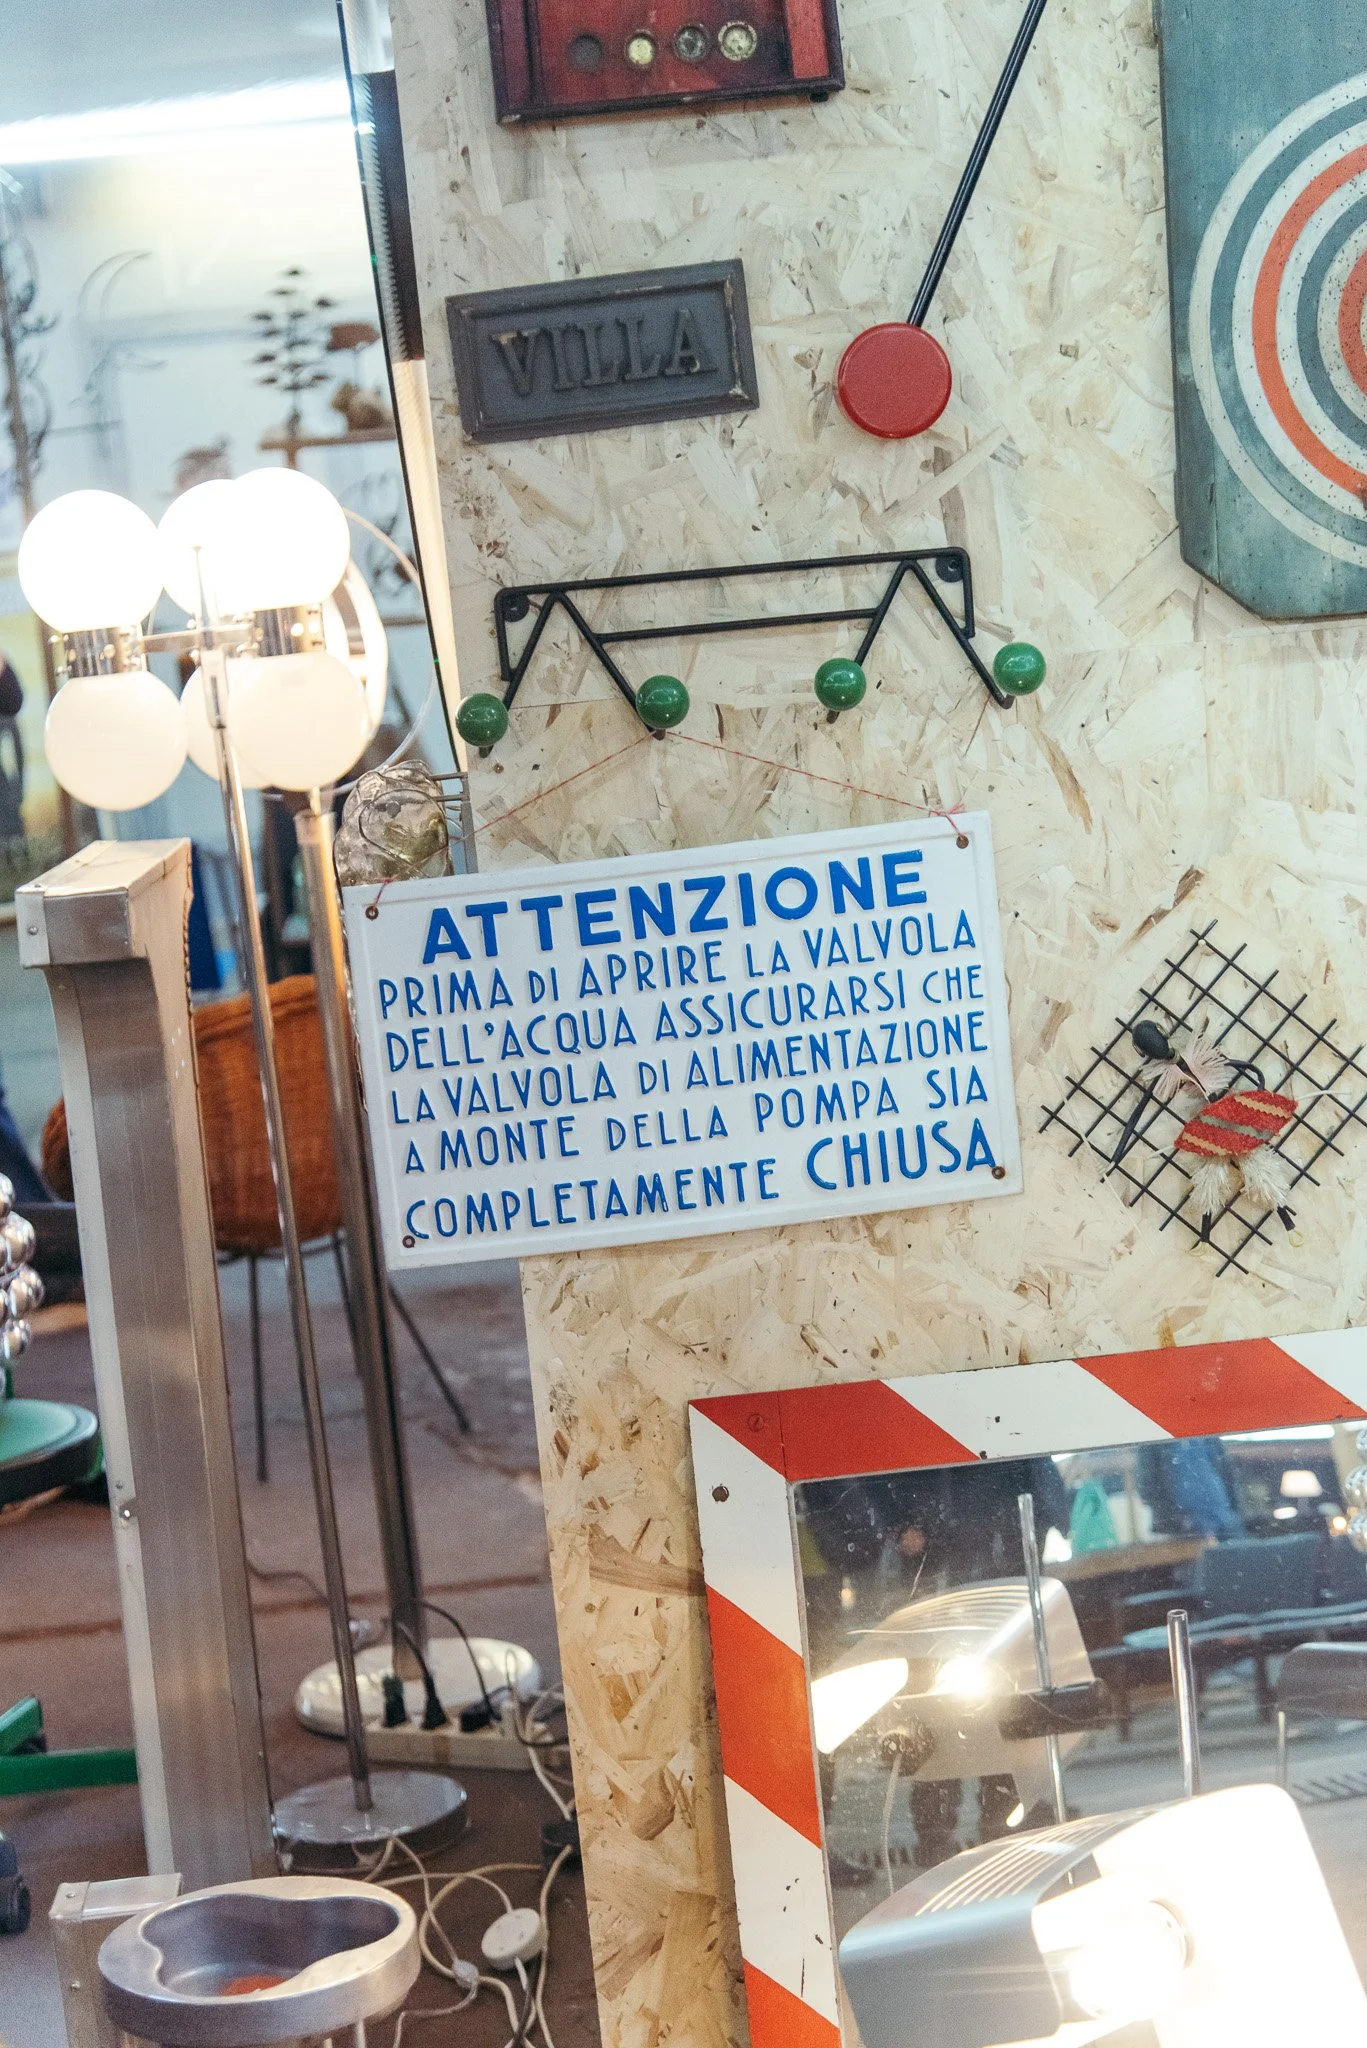 VILLA
ATTENZIONE
PRIMA DI APRIRE LA VALVOLA
DELL'ACQUA ASSICURARSI CHE
LA VALVOLA DI ALIMENTAZIONE
A MONTE DELLA POMPA SIA
COMPLETAMENTE CHIUSA